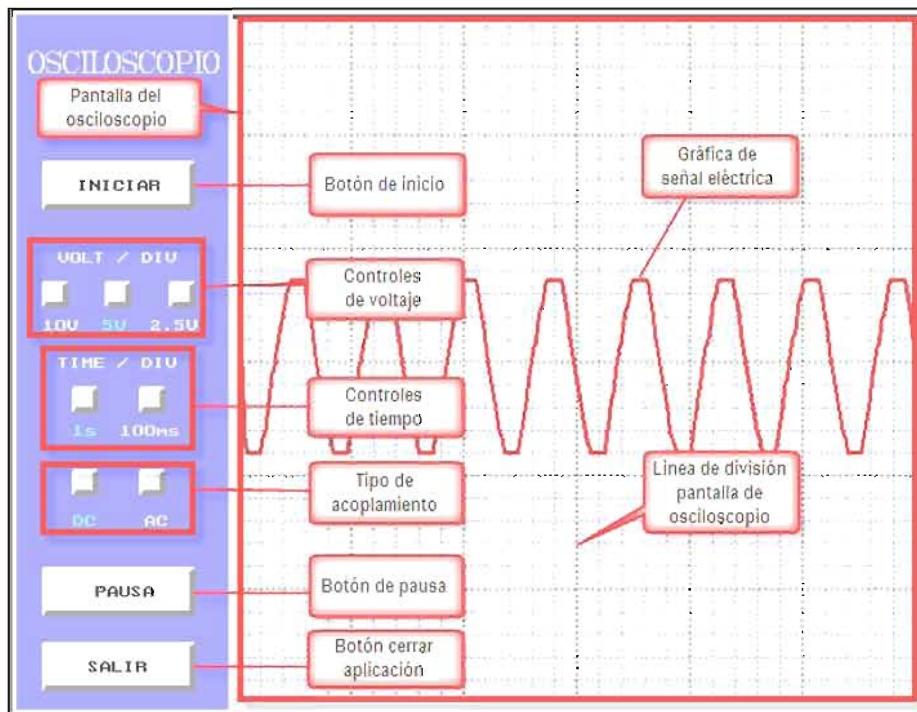 OSCILOSCOPIO
Pantalla del
osciloscopio
INICIAR
Botón de inicio
Gráfica de
señal eléctrica
VOLT / DIV
10V 5V 2.5V
Controles
de voltaje
TIME / DIV
1s 100ms
Controles
de tiempo
DC AC
Tipo de
acoplamiento
Linea de división
pantalla de
osciloscopio
PAUSA
Botón de pausa
SALIR
Botón cerrar
aplicación